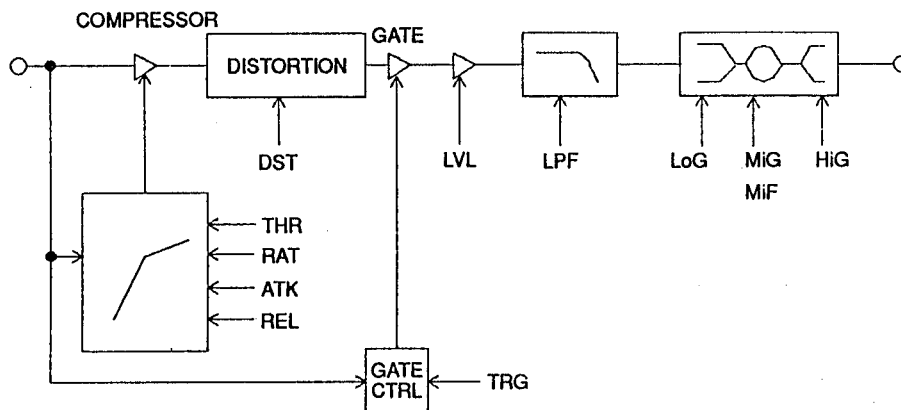 COMPRESSOR
GATE
DISTORTION
DST
LVL
LPF
LoG
MiG
HiG
MiF
THR
RAT
ATK
REL
GATE
CTRL
TRG